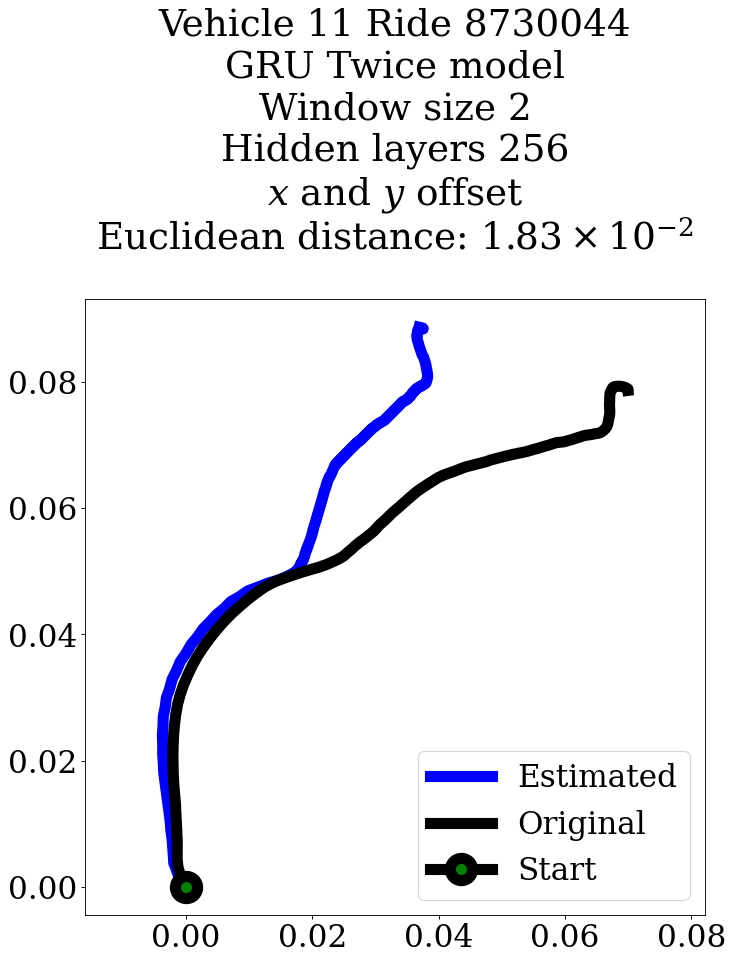 Vehicle 11 Ride 8730044
GRU Twice model
Window size 2
Hidden layers 256
x and y offset
Euclidean distance: 1.83 × 10⁻²
0.08
0.06
0.04
0.02
0.00
Estimated
Original
Start
0.00 0.02 0.04 0.06 0.08